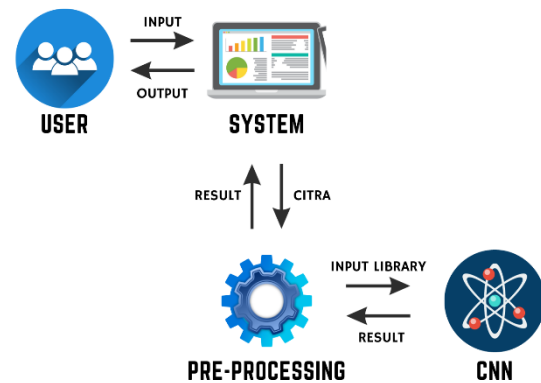 INPUT
OUTPUT
USER
SYSTEM
RESULT
CITRA
INPUT LIBRARY
RESULT
PRE-PROCESSING
CNN